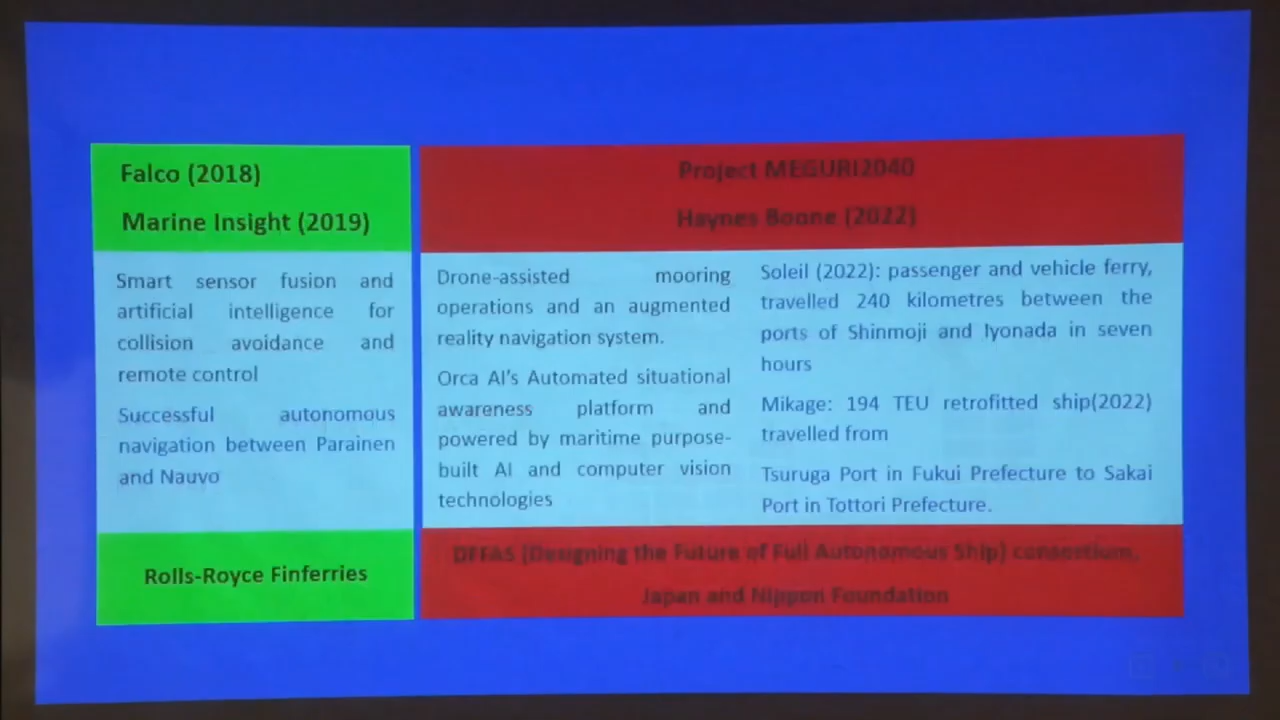 Falco (2018)
Marine Insight (2019)
Smart sensor fusion and
artificial intelligence for
collision avoidance and
remote control
Successful autonomous
navigation between Parainen
and Nauvo
Rolls-Royce Finferries
Project MEGURI2040
Haynes Boone (2022)
Drone-assisted mooring
operations and an augmented
reality navigation system.
Orca AI's Automated situational
awareness platform and
powered by maritime purpose-
built AI and computer vision
technologies
Soleil (2022): passenger and vehicle ferry,
travelled 240 kilometres between the
ports of Shinmoji and Iyonada in seven
hours
Mikage: 194 TEU retrofitted ship(2022)
travelled from
Tsuruga Port in Fukui Prefecture to Sakai
Port in Tottori Prefecture.
DFFAS (Designing the Future of Full Autonomous Ship) consortium,
Japan and Nippon Foundation